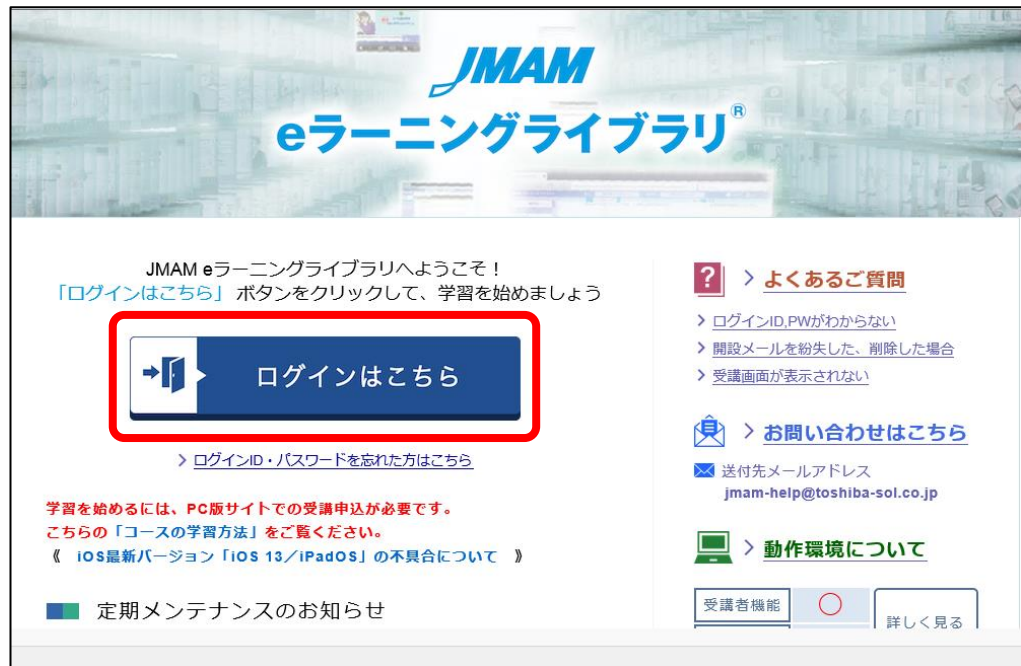 JMAM
eラーニングライブラリ®
JMAM eラーニングライブラリへようこそ！
「ログインはこちら」 ボタンをクリックして、学習を始めましょう
ログインはこちら
> ログインID・パスワードを忘れた方はこちら
学習を始めるには、PC版サイトでの受講申込が必要です。
こちらの「コースの学習方法」をご覧ください。
《 iOS最新バージョン「iOS 13／iPadOS」の不具合について 》
定期メンテナンスのお知らせ
? > よくあるご質問
> ログインID,PWがわからない
> 開設メールを紛失した、削除した場合
> 受講画面が表示されない
> お問い合わせはこちら
送付先メールアドレス
jmam-help@toshiba-sol.co.jp
> 動作環境について
受講者機能 ○
詳しく見る